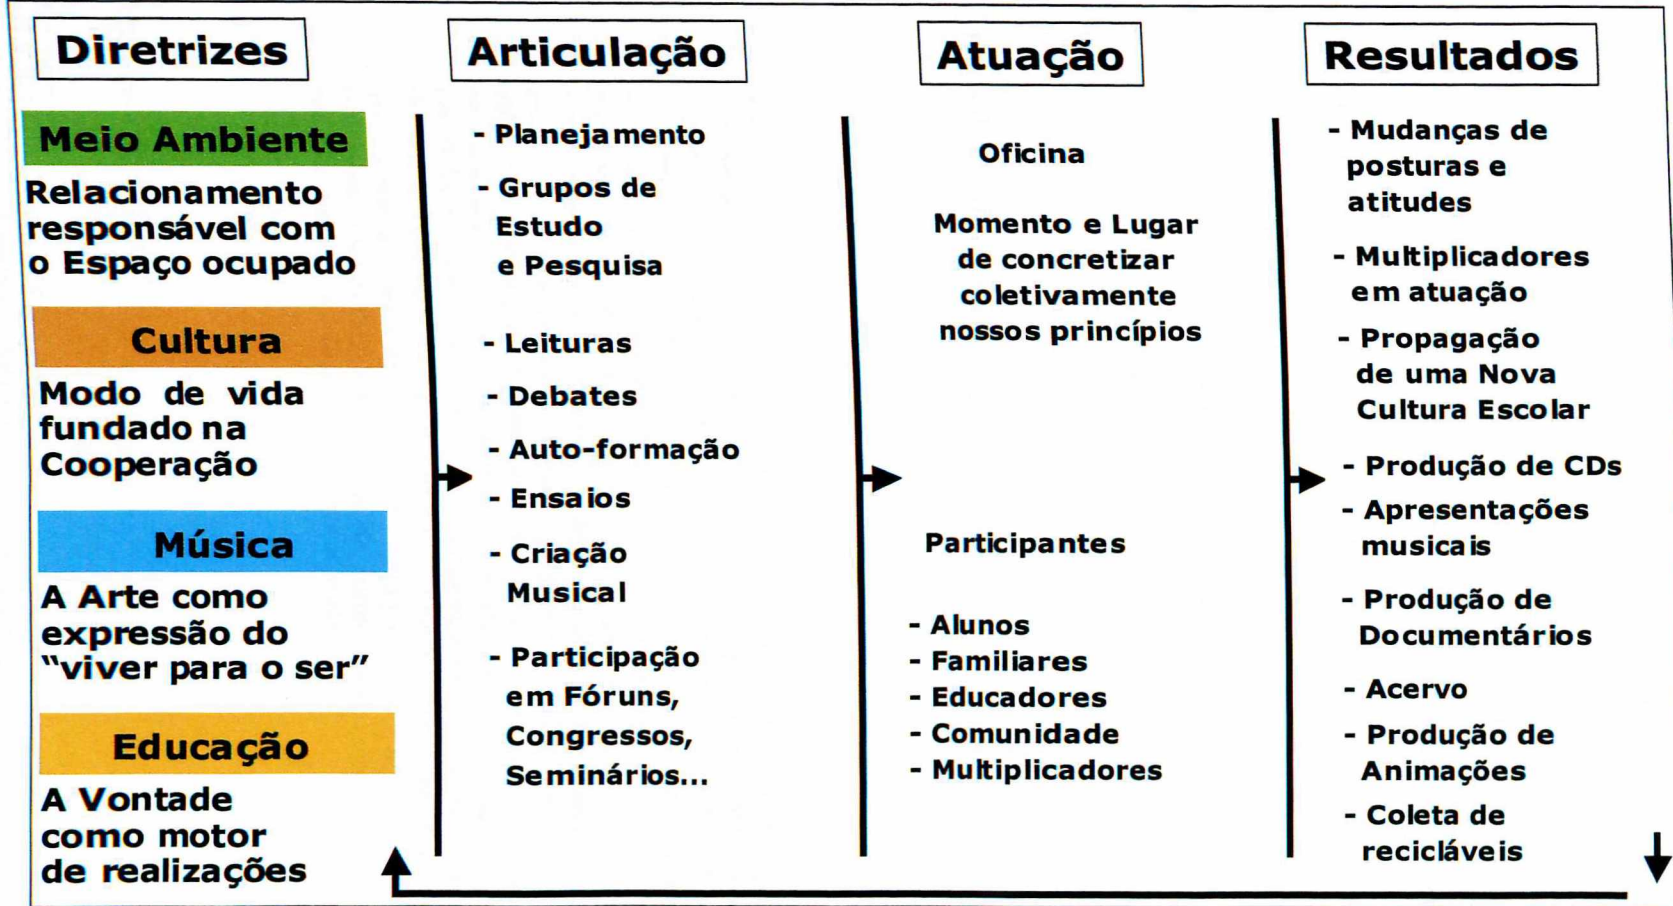 Diretrizes
Meio Ambiente
Relacionamento
responsável com
o Espaço ocupado
Cultura
Modo de vida
fundado na
Cooperação
Música
A Arte como
expressão do
“viver para o ser”
Educação
A Vontade
como motor
de realizações
Articulação
- Planejamento
- Grupos de
Estudo
e Pesquisa
- Leituras
- Debates
- Auto-formação
- Ensaios
- Criação
Musical
- Participação
em Fóruns,
Congressos,
Seminários...
Atuação
Oficina
Momento e Lugar
de concretizar
coletivamente
nossos princípios
Participantes
- Alunos
- Familiares
- Educadores
- Comunidade
- Multiplicadores
Resultados
- Mudanças de
posturas e
atitudes
- Multiplicadores
em atuação
- Propagação
de uma Nova
Cultura Escolar
- Produção de CDs
- Apresentações
musicais
- Produção de
Documentários
- Acervo
- Produção de
Animações
- Coleta de
recicláveis